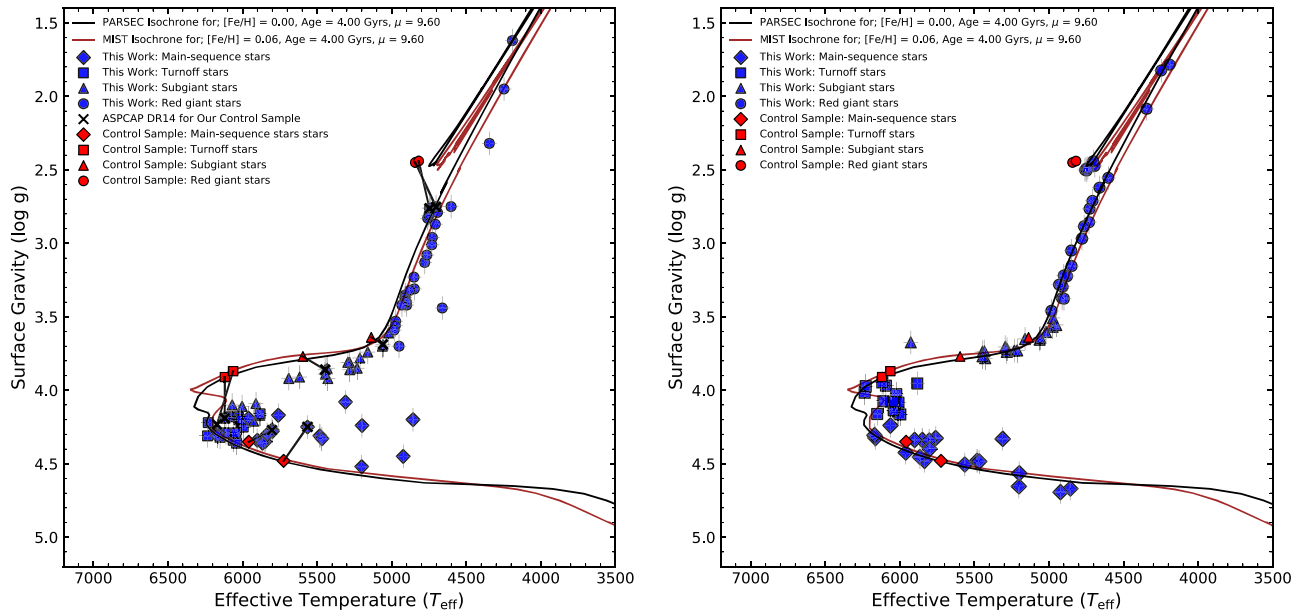 PARSEC Isochrone for; [Fe/H] = 0.00, Age = 4.00 Gyrs, μ = 9.60
MIST Isochrone for; [Fe/H] = 0.06, Age = 4.00 Gyrs, μ = 9.60
This Work: Main-sequence stars
This Work: Turnoff stars
This Work: Subgiant stars
This Work: Red giant stars
ASPCAP DR14 for Our Control Sample
Control Sample: Main-sequence stars stars
Control Sample: Turnoff stars
Control Sample: Subgiant stars
Control Sample: Red giant stars
1.5
2.0
2.5
3.0
3.5
4.0
4.5
5.0
Surface Gravity (log g)
7000 6500 6000 5500 5000 4500 4000 3500
Effective Temperature (Teff)
PARSEC Isochrone for; [Fe/H] = 0.00, Age = 4.00 Gyrs, μ = 9.60
MIST Isochrone for; [Fe/H] = 0.06, Age = 4.00 Gyrs, μ = 9.60
This Work: Main-sequence stars
This Work: Turnoff stars
This Work: Subgiant stars
This Work: Red giant stars
Control Sample: Main-sequence stars
Control Sample: Turnoff stars
Control Sample: Subgiant stars
Control Sample: Red giant stars
1.5
2.0
2.5
3.0
3.5
4.0
4.5
5.0
Surface Gravity (log g)
7000 6500 6000 5500 5000 4500 4000 3500
Effective Temperature (Teff)